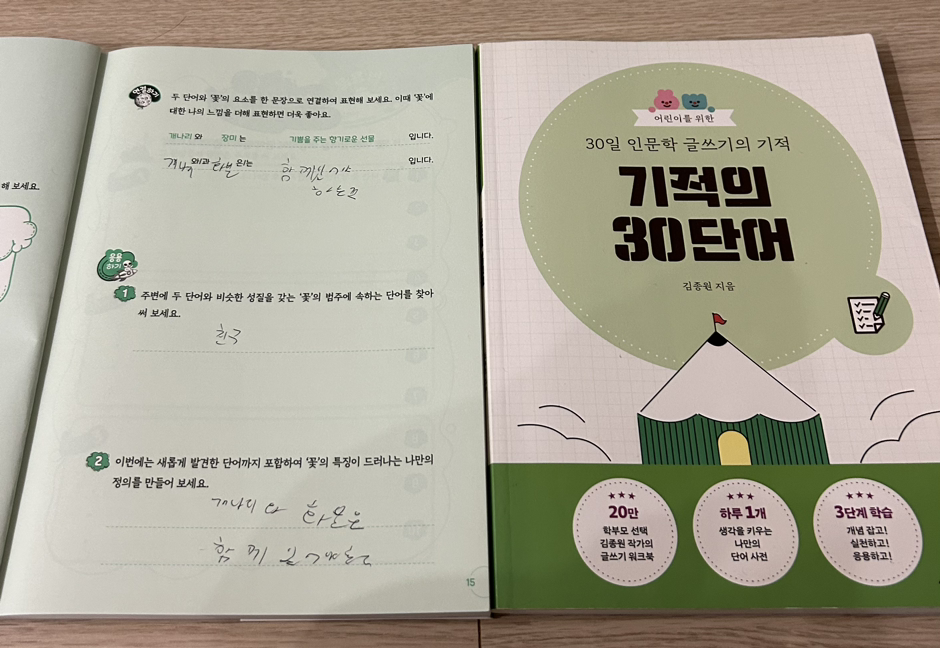 해 보세요.
연결하기
두 단어와 '꽃'의 요소를 한 문장으로 연결하여 표현해 보세요. 이때 '꽃'에
대한 나의 느낌을 더해 표현하면 더욱 좋아요.
개나리 와 장미 는 기쁨을 주는 향기로운 선물 입니다.
와/과 은/는 함께 입니다.
응용
하기
1 주변에 두 단어와 비슷한 성질을 갖는 '꽃'의 범주에 속하는 단어를 찾아
써 보세요.
2 이번에는 새롭게 발견한 단어까지 포함하여 '꽃'의 특징이 드러나는 나만의
정의를 만들어 보세요.
개나리
함께
15
어린이를 위한
30일 인문학 글쓰기의 기적
기적의
30단어
김종원 지음
★★★
20만
학부모 선택
김종원 작가의
글쓰기 워크북
★★★
하루 1개
생각을 키우는
나만의
단어 사전
★★★
3단계 학습
개념 잡고!
실천하고!
응용하고!